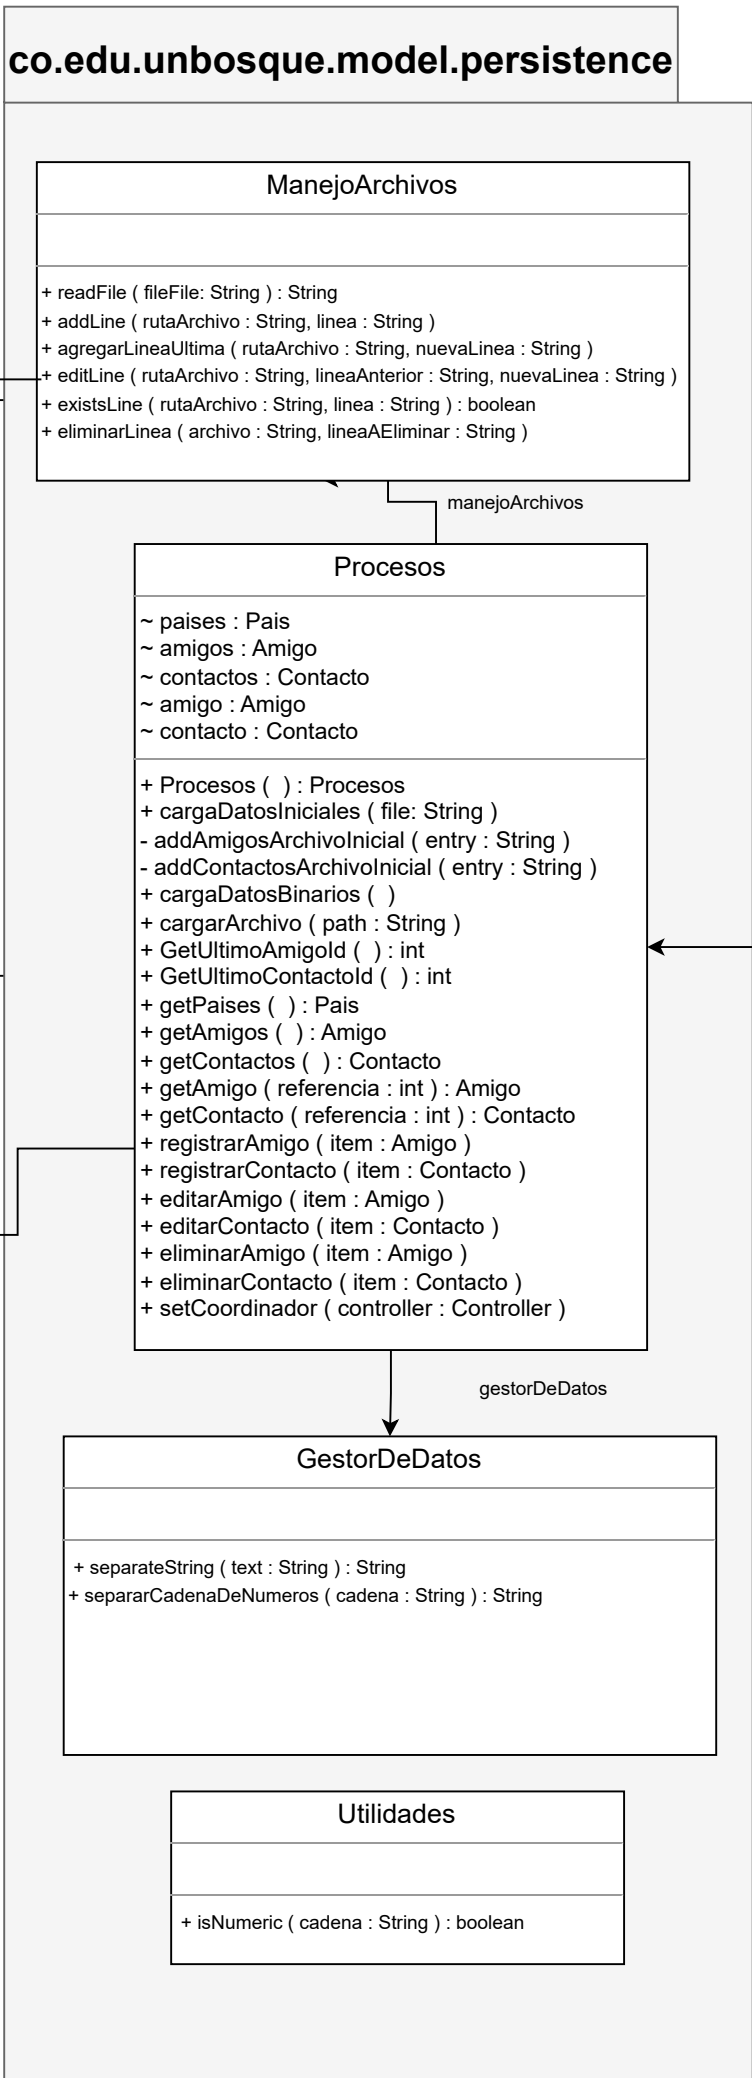 co.edu.unbosque.model.persistence
ManejoArchivos
+ readFile ( fileFile: String ) : String
+ addLine ( rutaArchivo : String, linea : String )
+ agregarLineaUltima ( rutaArchivo : String, nuevaLinea : String )
+ editLine ( rutaArchivo : String, lineaAnterior : String, nuevaLinea : String )
+ existsLine ( rutaArchivo : String, linea : String ) : boolean
+ eliminarLinea ( archivo : String, lineaAEliminar : String )
manejoArchivos
Procesos
~ paises : Pais
~ amigos : Amigo
~ contactos : Contacto
~ amigo : Amigo
~ contacto : Contacto
+ Procesos (  ) : Procesos
+ cargaDatosIniciales ( file: String )
- addAmigosArchivoInicial ( entry : String )
- addContactosArchivoInicial ( entry : String )
+ cargaDatosBinarios (  )
+ cargarArchivo ( path : String )
+ GetUltimoAmigoId (  ) : int
+ GetUltimoContactoId (  ) : int
+ getPaises (  ) : Pais
+ getAmigos (  ) : Amigo
+ getContactos (  ) : Contacto
+ getAmigo ( referencia : int ) : Amigo
+ getContacto ( referencia : int ) : Contacto
+ registrarAmigo ( item : Amigo )
+ registrarContacto ( item : Contacto )
+ editarAmigo ( item : Amigo )
+ editarContacto ( item : Contacto )
+ eliminarAmigo ( item : Amigo )
+ eliminarContacto ( item : Contacto )
+ setCoordinador ( controller : Controller )
gestorDeDatos
GestorDeDatos
+ separateString ( text : String ) : String
+ separarCadenaDeNumeros ( cadena : String ) : String
Utilidades
+ isNumeric ( cadena : String ) : boolean